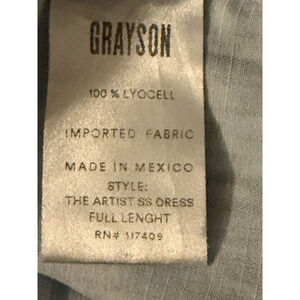 GRAYSON
100 % LYOCELL
IMPORTED FABRIC
MADE IN MEXICO
STYLE:
THE ARTIST SS DRESS
FULL LENGHT
RN# 117409